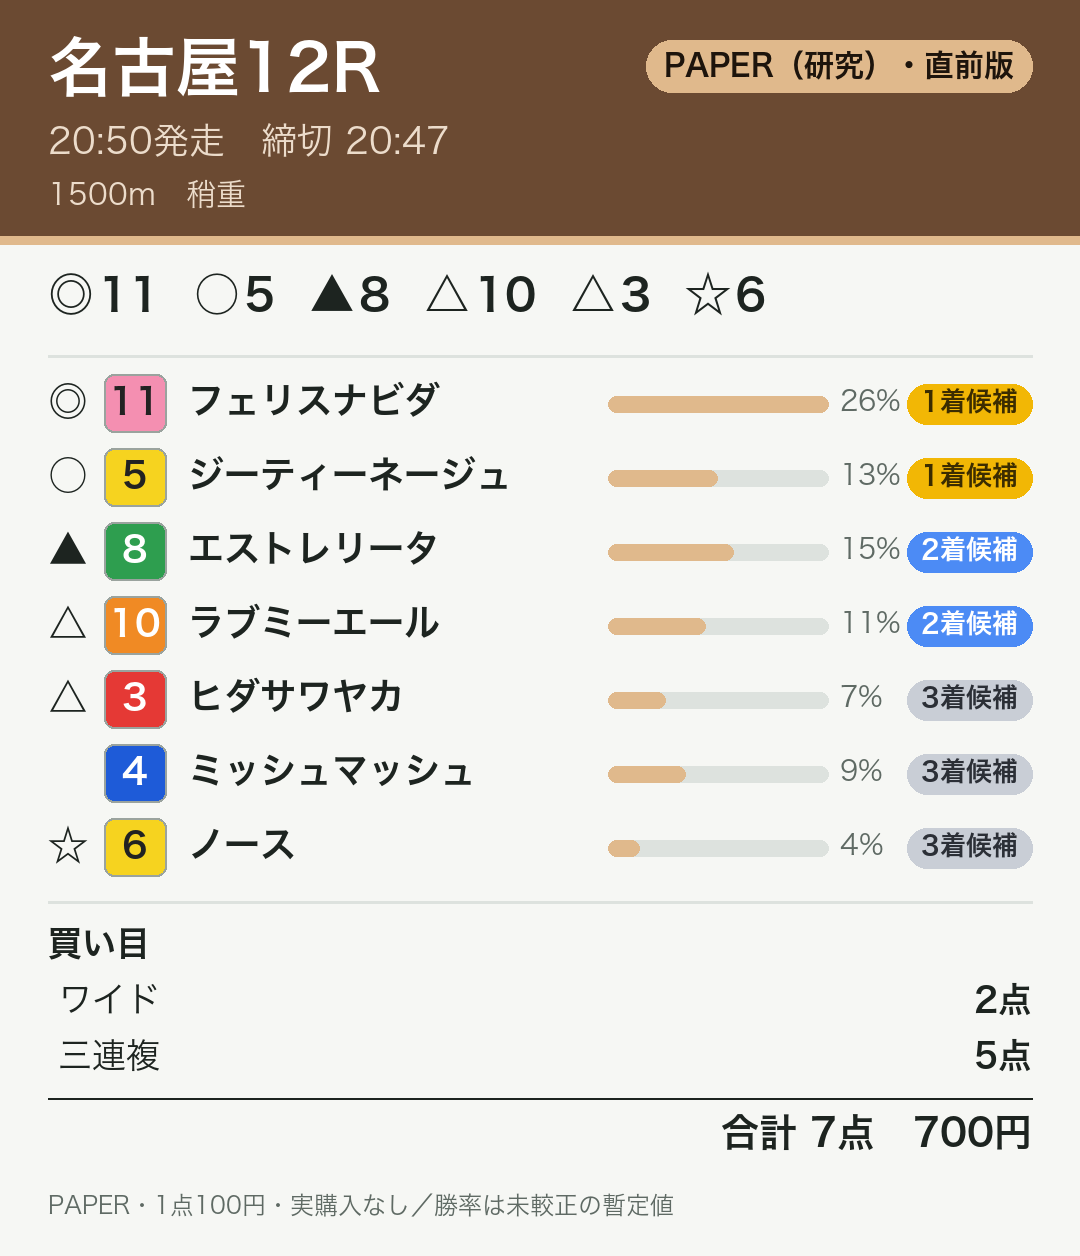 名古屋12R
PAPER（研究）・直前版
20:50発走　締切 20:47
1500m　稍重
◎11 ○5 ▲8 △10 △3 ☆6
◎ 11 フェリスナビダ 26% 1着候補
○ 5 ジーティーネージュ 13% 1着候補
▲ 8 エストレリータ 15% 2着候補
△ 10 ラブミーエール 11% 2着候補
△ 3 ヒダサワヤカ 7% 3着候補
4 ミッシュマッシュ 9% 3着候補
☆ 6 ノース 4% 3着候補
買い目
ワイド 2点
三連複 5点
合計 7点　700円
PAPER・1点100円・実購入なし／勝率は未較正の暫定値